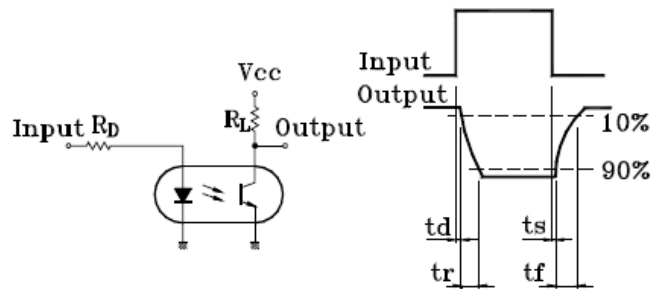 Vcc
Input RD
RL Output
Input
Output
10%
90%
td ts
tr tf